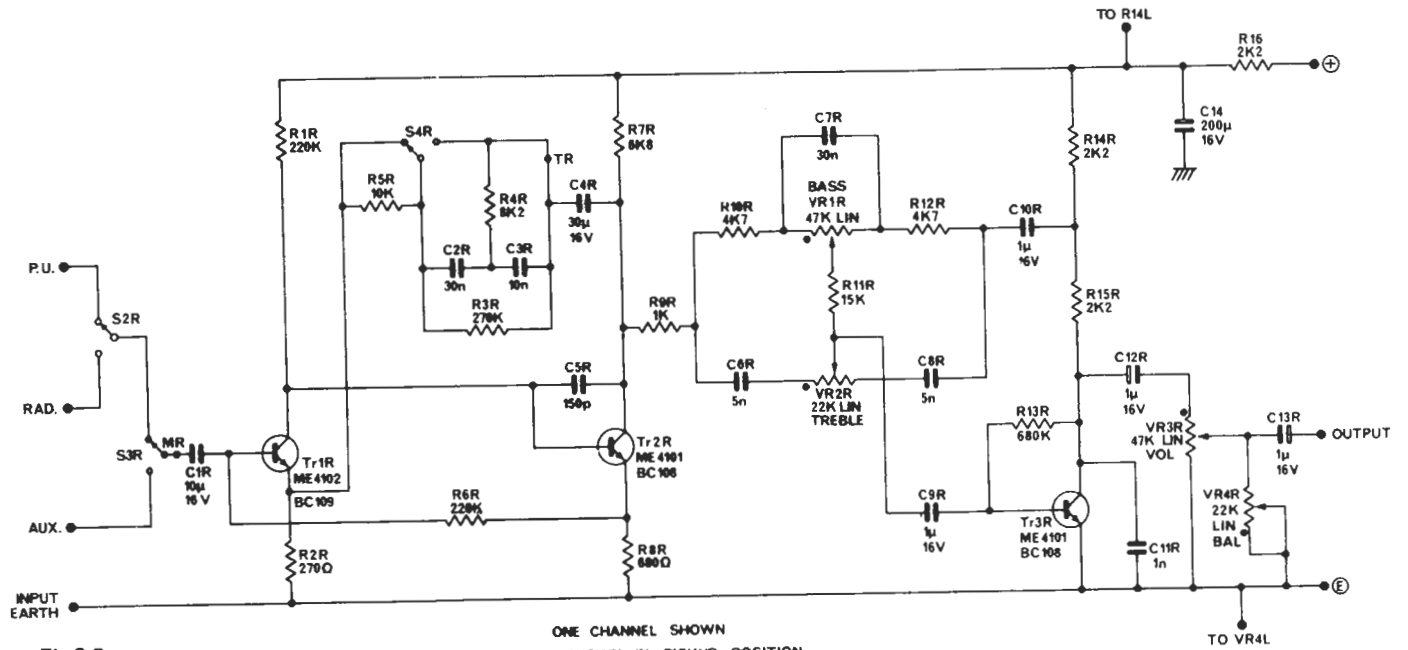 TO R14L
R16
2K2
⊕
C14
200µ
16V
R1R
220K
S4R
R5R
10K
R4R
8K2
TR
C4R
30µ
16V
R7R
6K8
C2R
30n
C3R
10n
R3R
270K
C5R
150p
C7R
30n
BASS
VR1R
47K LIN
R10R
4K7
R12R
4K7
R11R
15K
C10R
1µ
16V
R14R
2K2
R15R
2K2
R9R
1K
C6R
5n
VR2R
22K LIN
TREBLE
C8R
5n
P.U.
S2R
RAD.
S3R
MR
C1R
10µ
16V
AUX.
Tr1R
ME4102
BC109
R2R
270Ω
R6R
220K
Tr2R
ME4101
BC108
R8R
680Ω
R13R
680K
C9R
1µ
16V
Tr3R
ME4101
BC108
C11R
1n
C12R
1µ
16V
VR3R
47K LIN
VOL
C13R
1µ
16V
OUTPUT
VR4R
22K
LIN
BAL
INPUT
EARTH
E
TO VR4L
ONE CHANNEL SHOWN
POSITION